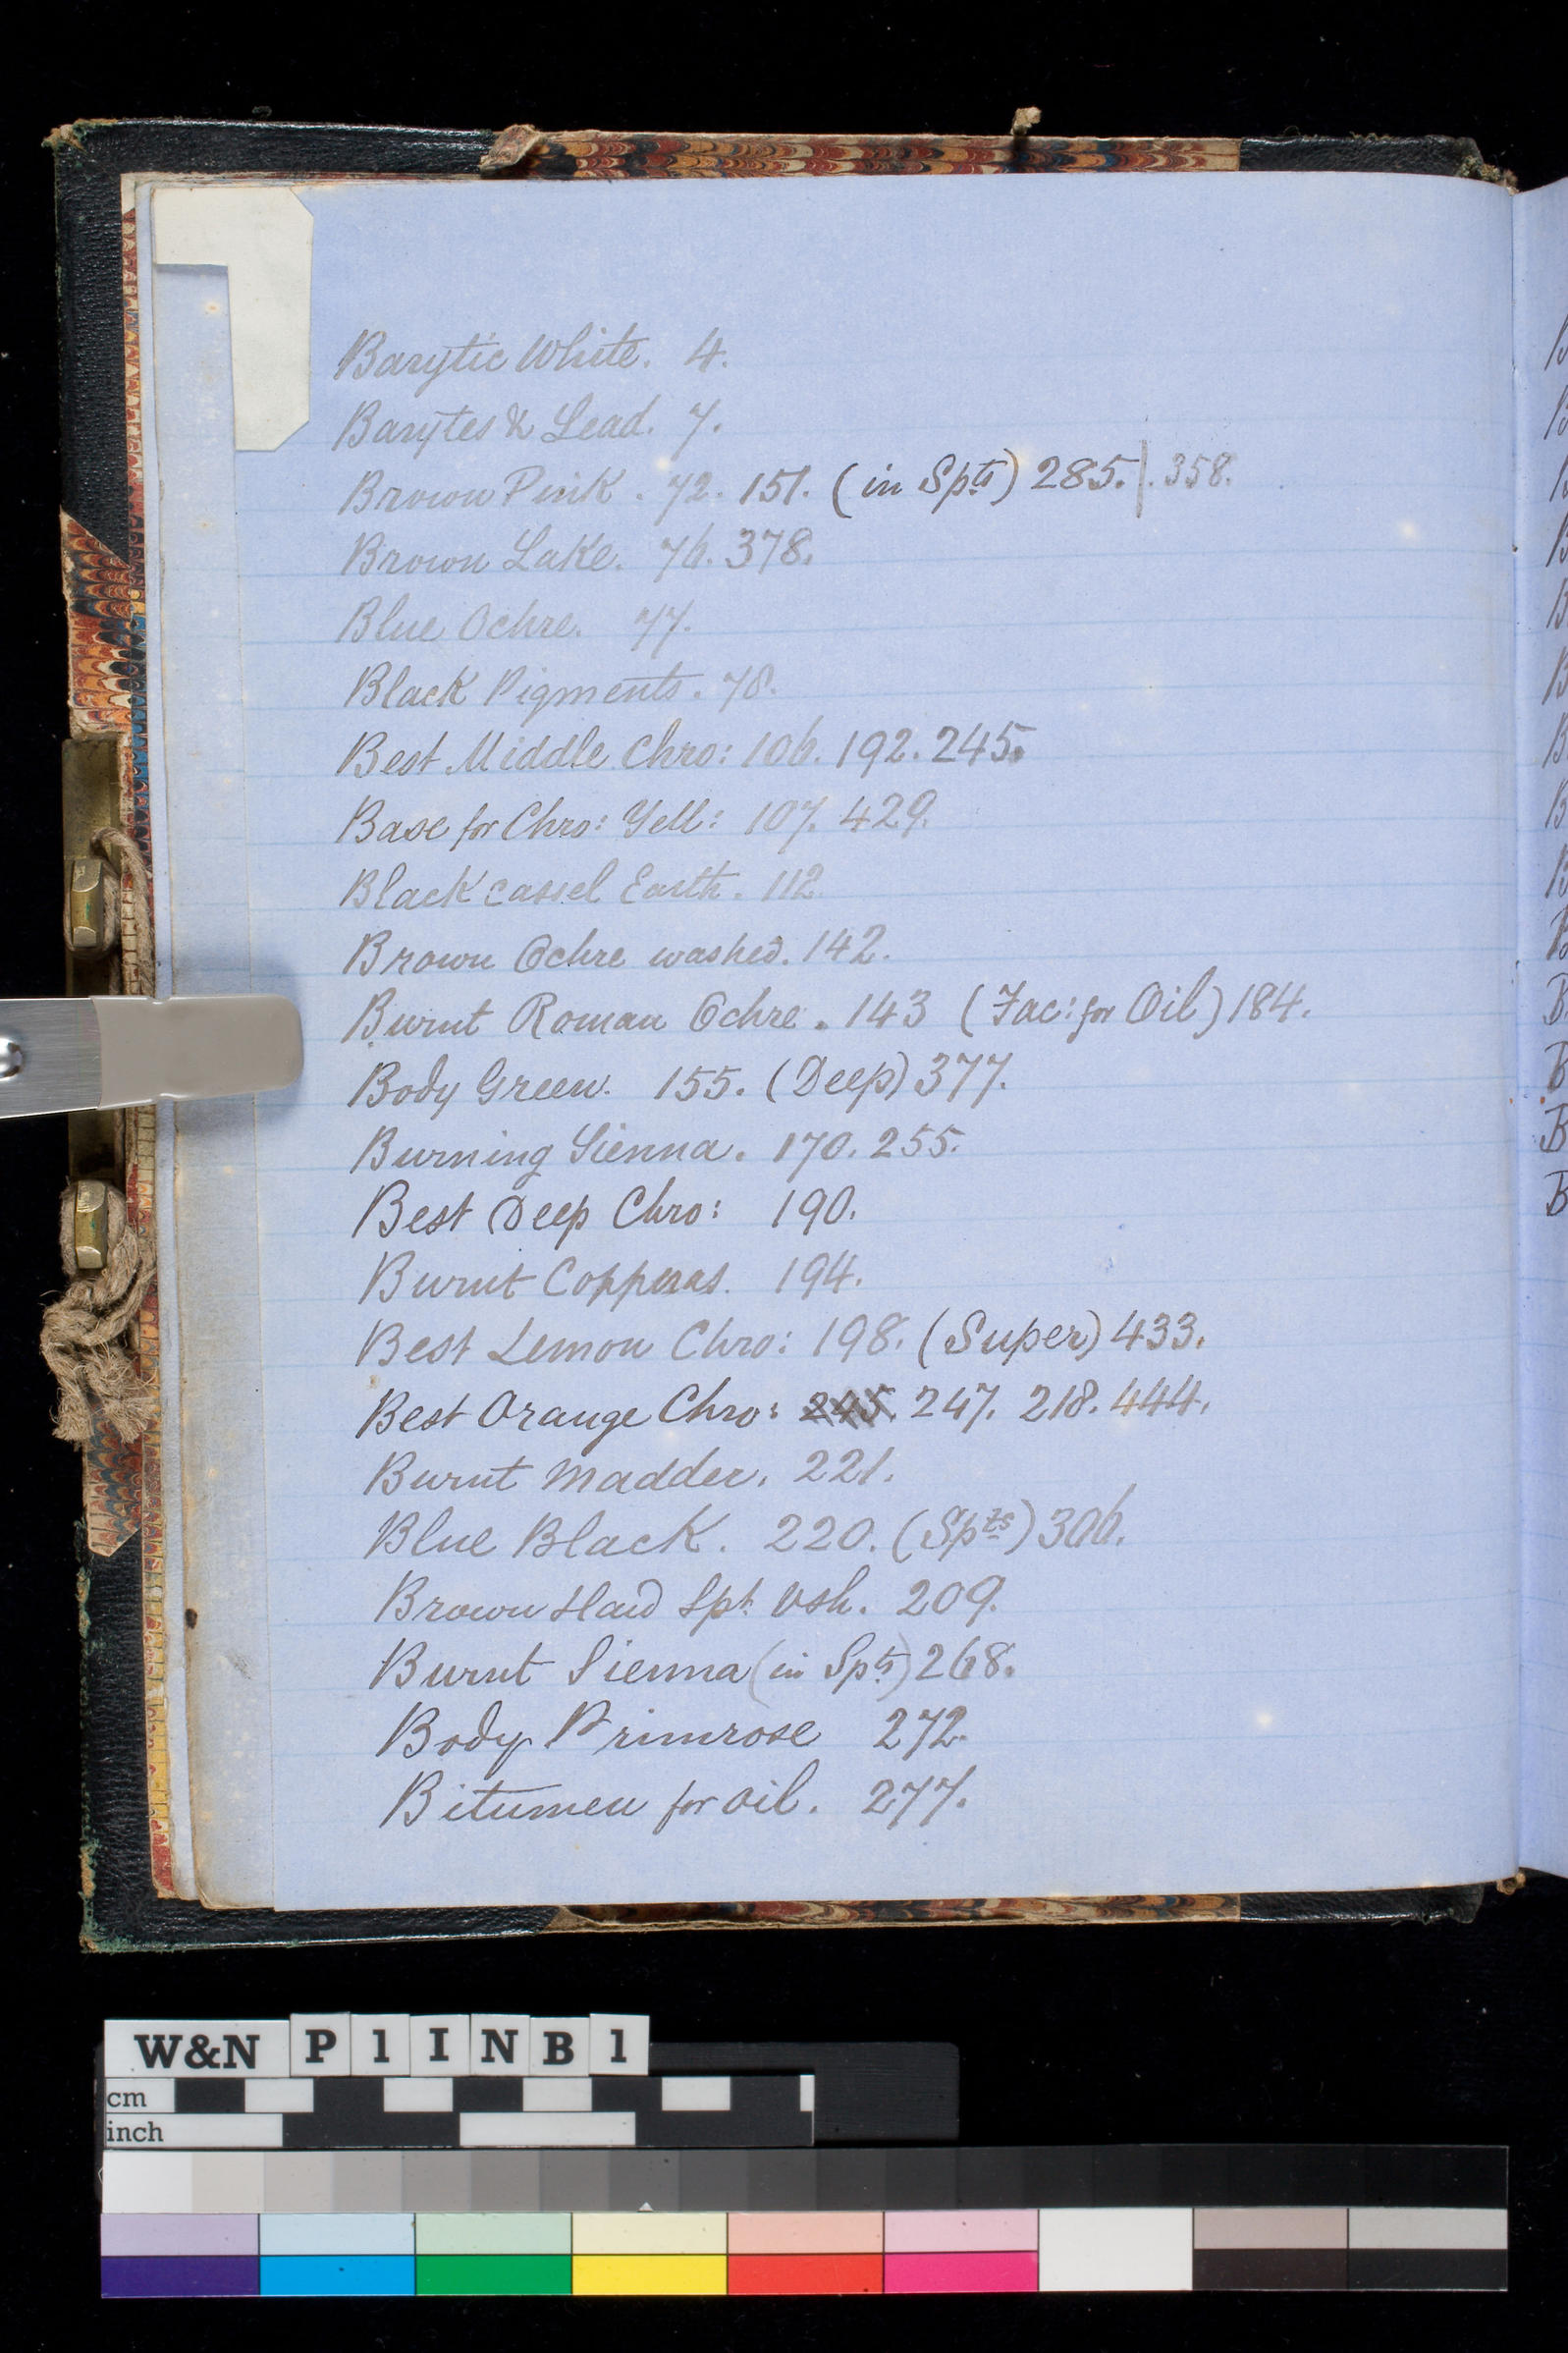 Barytic White. 4.
Barytes & Lead. 7.
Brown Pink. 72. 151. (in Spts) 285. |. 358.
Brown Lake. 76. 378.
Blue Ochre. 77.
Black Pigments. 78.
Best Middle Chro: 106. 192. 245.
Base for Chro: Yell: 107. 429.
Black Cassel Earth. 112
Brown Ochre washed. 142.
Burnt Roman Ochre. 143 (Fac: for Oil) 184.
Body Green. 155. (Deep) 377.
Burning Sienna. 170. 255.
Best Deep Chro: 190.
Burnt Copperas. 194.
Best Lemon Chro: 198. (Super) 433.
Best Orange Chro: 245. 247. 218. 444.
Burnt Madder. 221.
Blue Black. 220. (Spts) 306.
Brown Hard Spt. Vsh. 209.
Burnt Sienna (in Spts) 268.
Body Primrose 272.
Bitumen for Oil. 277.
W&N P 1 I N B 1
cm
inch